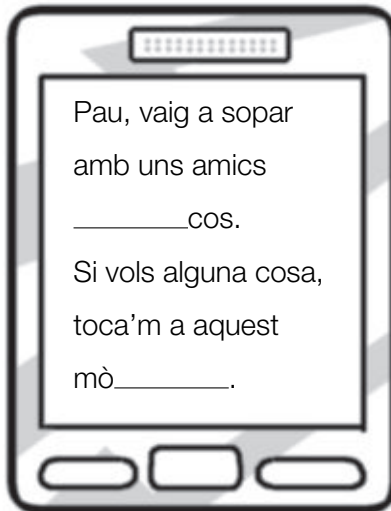 Pau, vaig a sopar
amb uns amics
________cos.
Si vols alguna cosa,
toca’m a aquest
mò________.